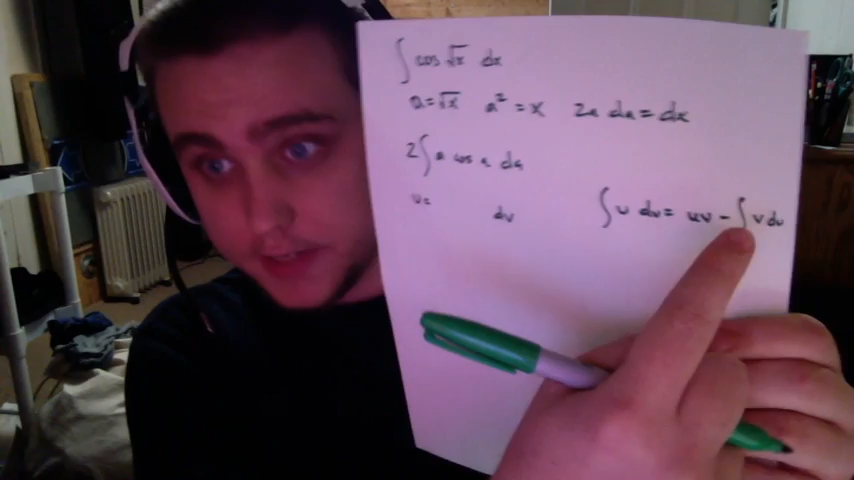 ∫ cos √x dx
a = √x a² = x 2a da = dx
2 ∫ a cos a da
u = dv ∫ u dv = uv - ∫ v du